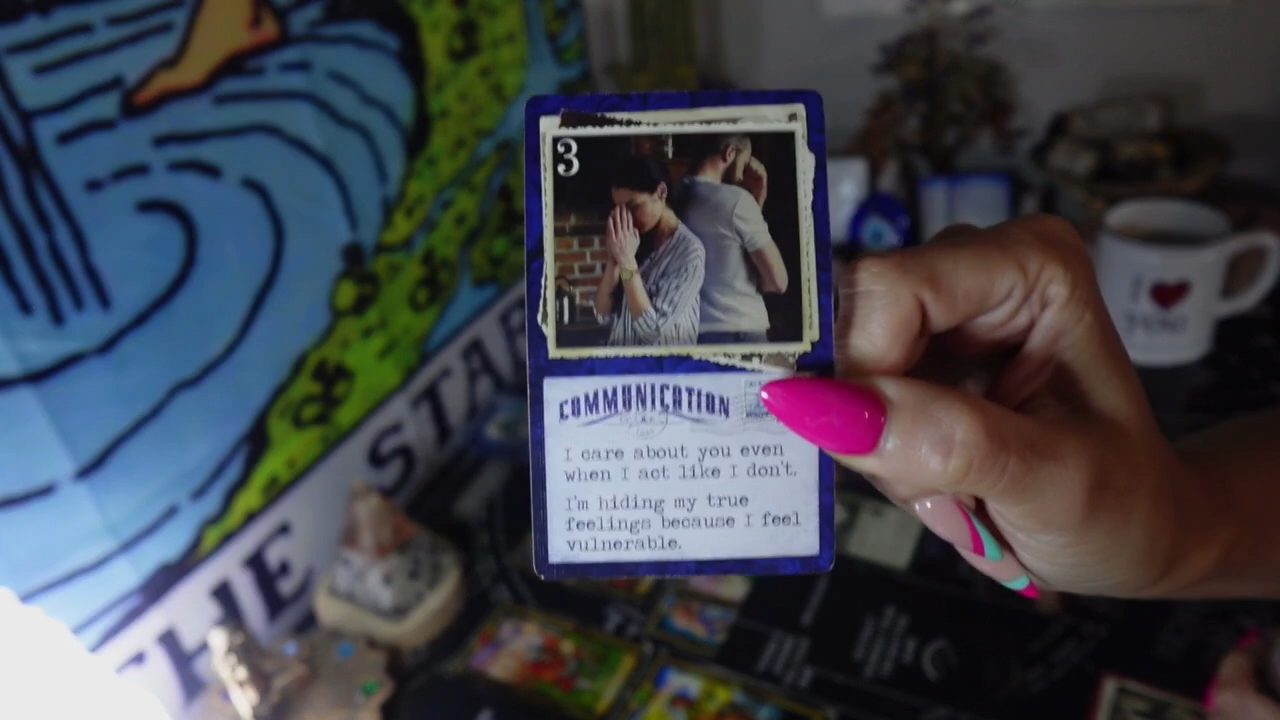 3
COMMUNICATION
I care about you even
when I act like I don't.
I'm hiding my true
feelings because I feel
vulnerable.
THE STAR
I
YOU